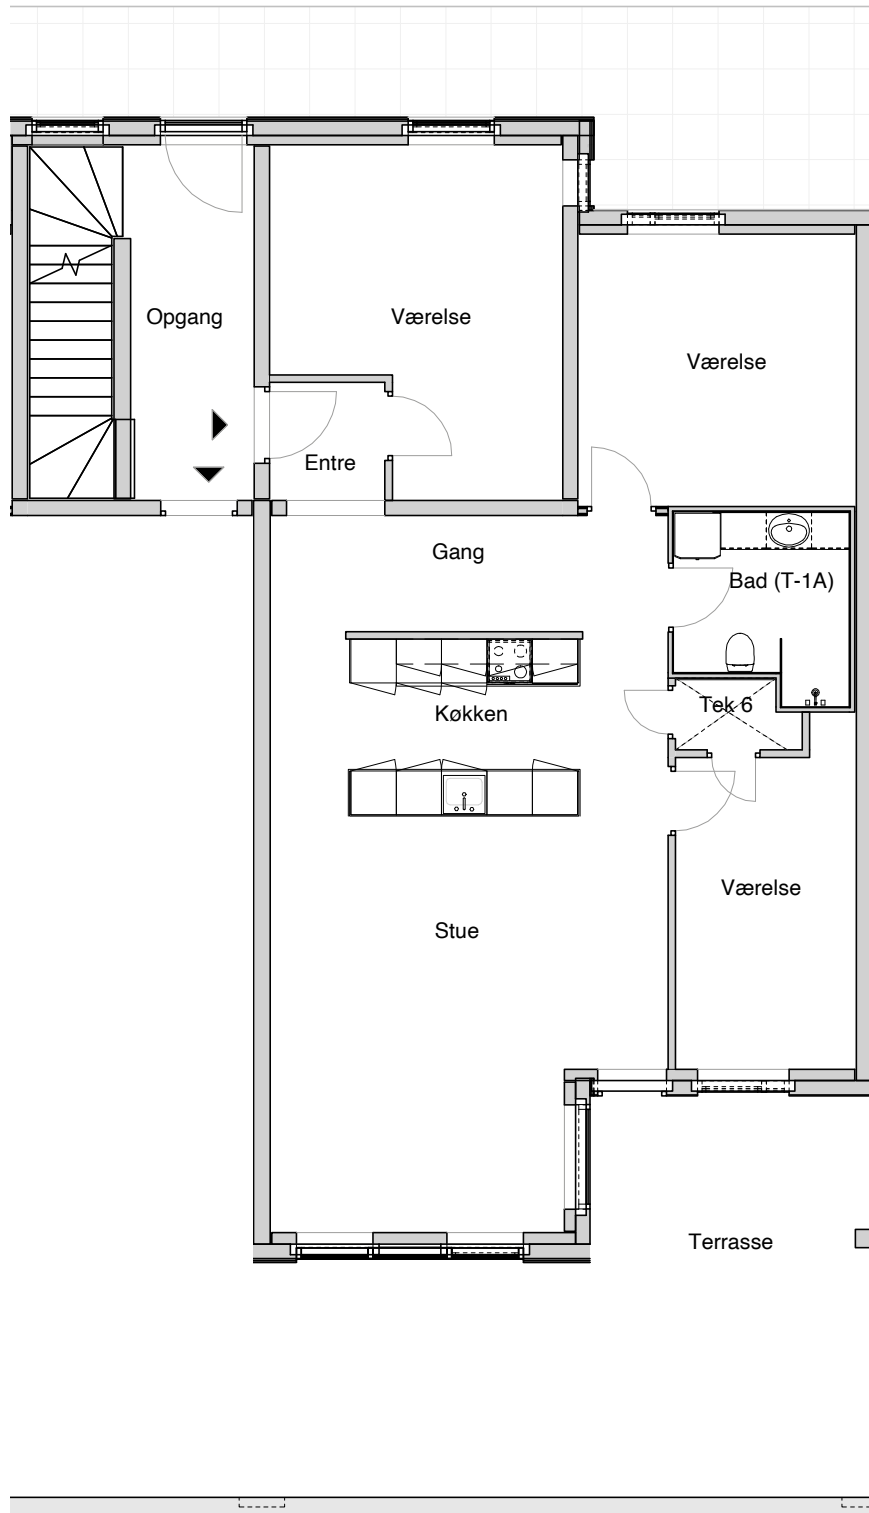 Opgang
Værelse
Værelse
Entre
Gang
Bad (T-1A)
Tek 6
Køkken
Værelse
Stue
Terrasse